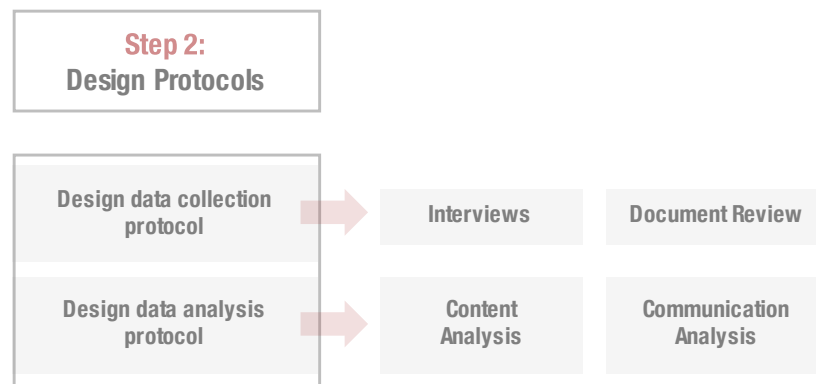 Step 2:
Design Protocols
Design data collection
protocol
Interviews
Document Review
Design data analysis
protocol
Content
Analysis
Communication
Analysis